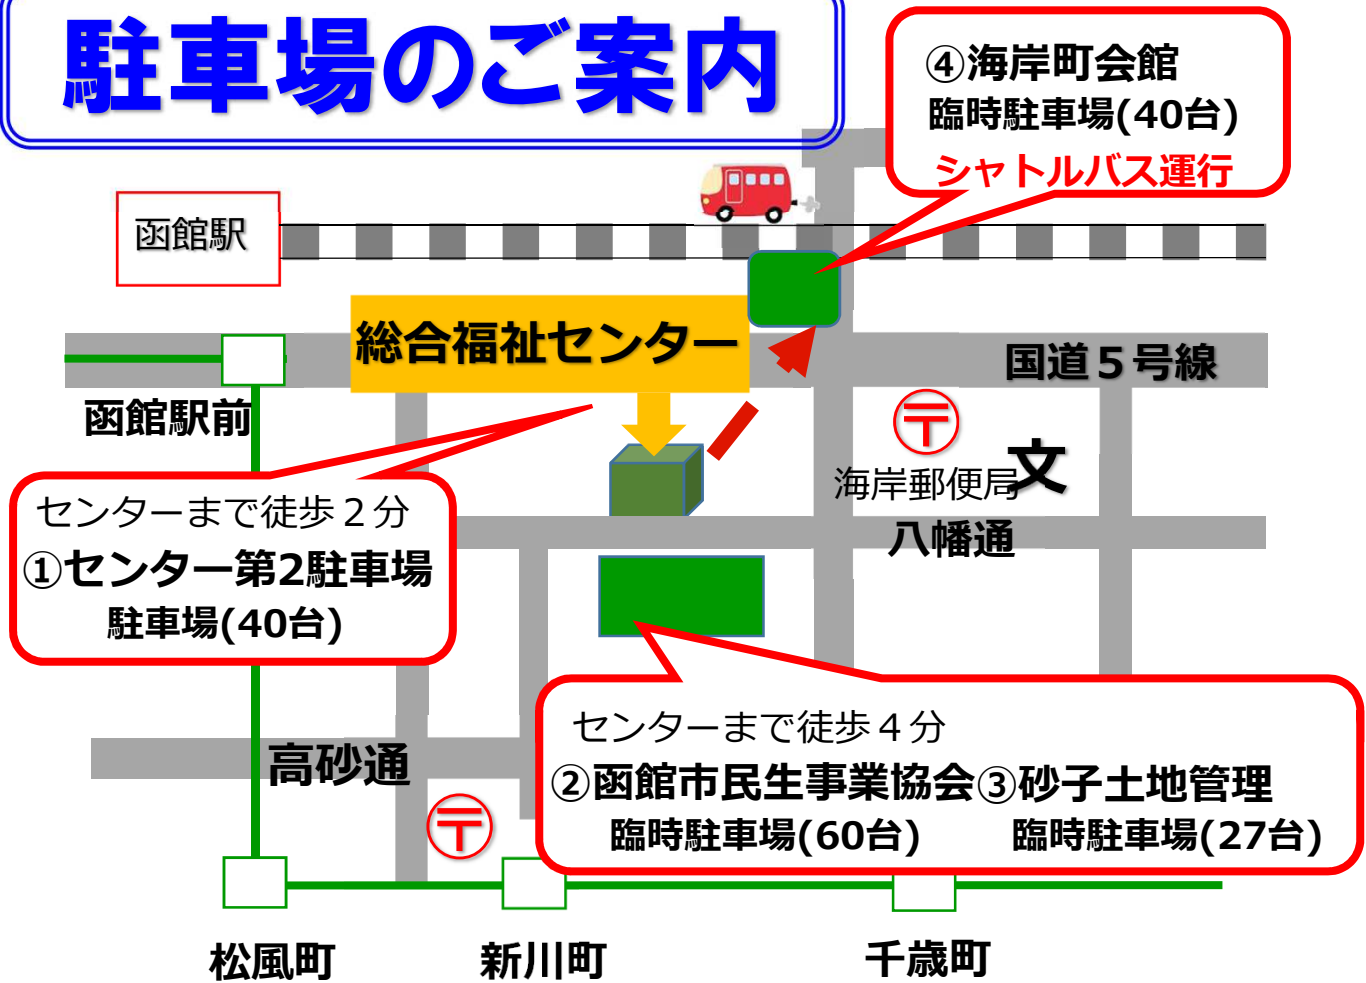 駐車場のご案内
④海岸町会館
臨時駐車場(40台)
シャトルバス運行
函館駅
総合福祉センター
国道５号線
函館駅前
〒
海岸郵便局
文
八幡通
センターまで徒歩２分
①センター第2駐車場
駐車場(40台)
センターまで徒歩４分
②函館市民生事業協会 ③砂子土地管理
臨時駐車場(60台) 臨時駐車場(27台)
高砂通
〒
松風町
新川町
千歳町